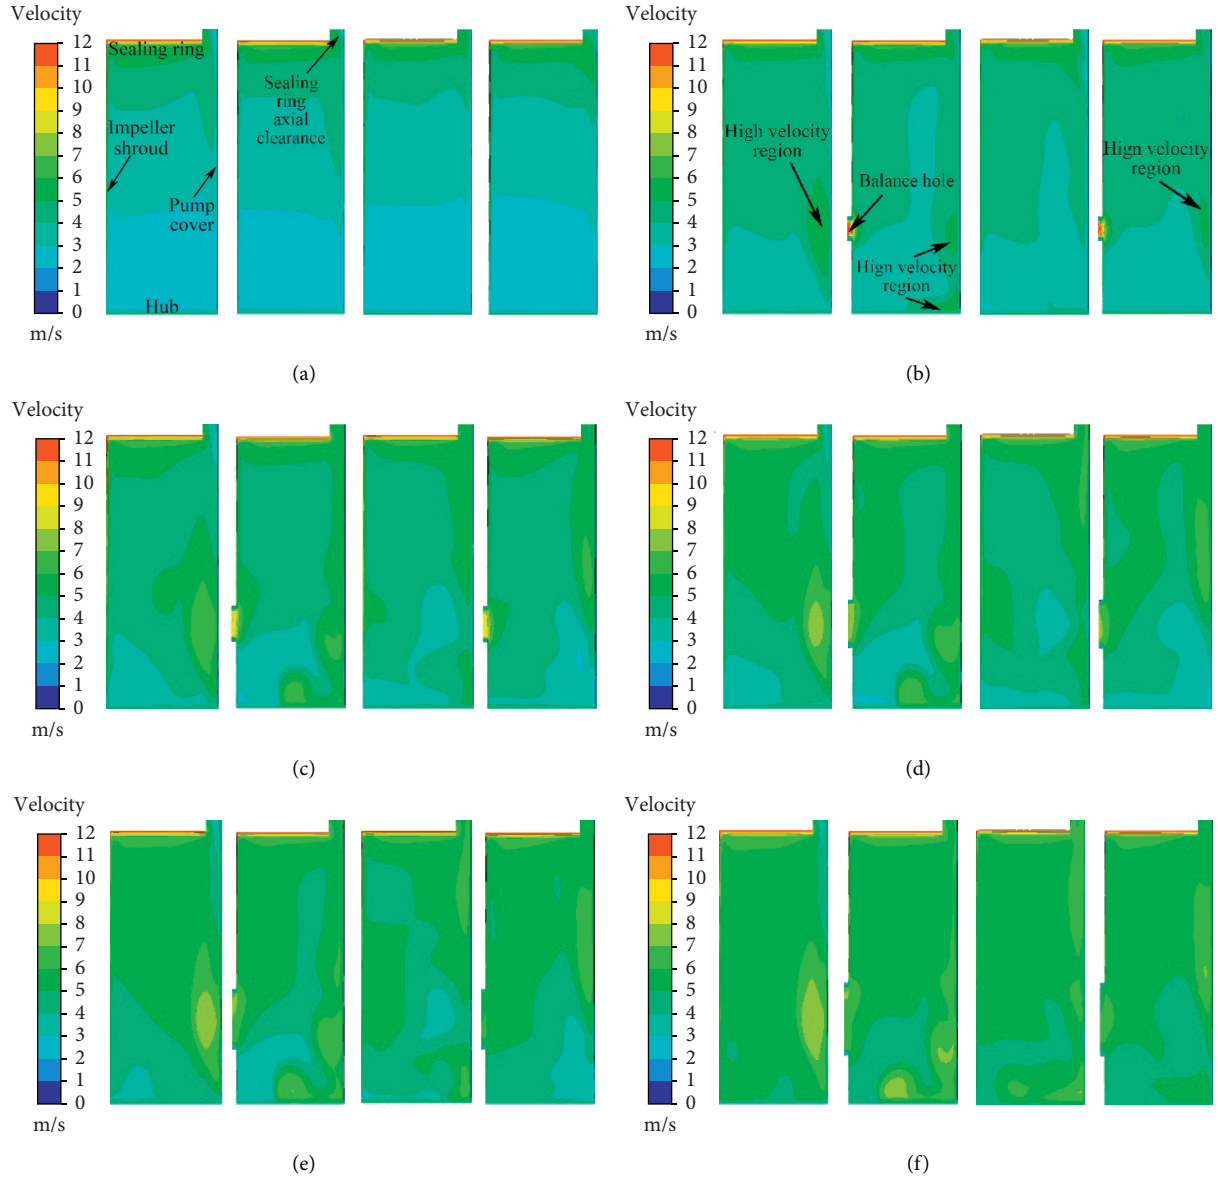 Velocity
12
11
10
9
8
7
6
5
4
3
2
1
0
m/s
Sealing ring
Impeller
shroud
Pump
cover
Hub
Sealing
ring
axial
clearance
(a)
Velocity
12
11
10
9
8
7
6
5
4
3
2
1
0
m/s
High velocity
region
Balance hole
Hign velocity
region
Hign velocity
region
(b)
Velocity
12
11
10
9
8
7
6
5
4
3
2
1
0
m/s
(c)
Velocity
12
11
10
9
8
7
6
5
4
3
2
1
0
m/s
(d)
Velocity
12
11
10
9
8
7
6
5
4
3
2
1
0
m/s
(e)
Velocity
12
11
10
9
8
7
6
5
4
3
2
1
0
m/s
(f)